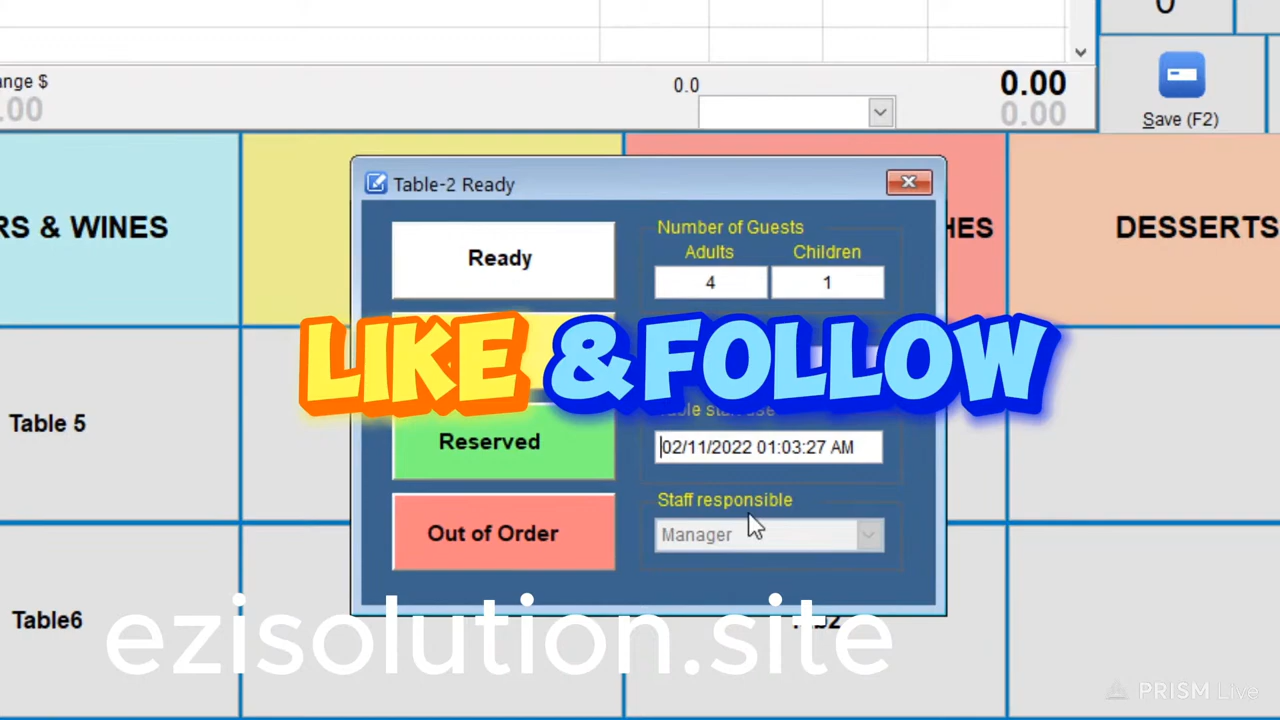 ange $
.00
0.0
0.00
0.00
0
Save (F2)
RS & WINES
HES
DESSERTS
Table-2 Ready
Ready
Number of Guests
Adults
Children
4
1
LIKE & FOLLOW
Table 5
Reserved
02/11/2022 01:03:27 AM
Staff responsible
Manager
Out of Order
Table6
ezisolution.site
PRISM Live